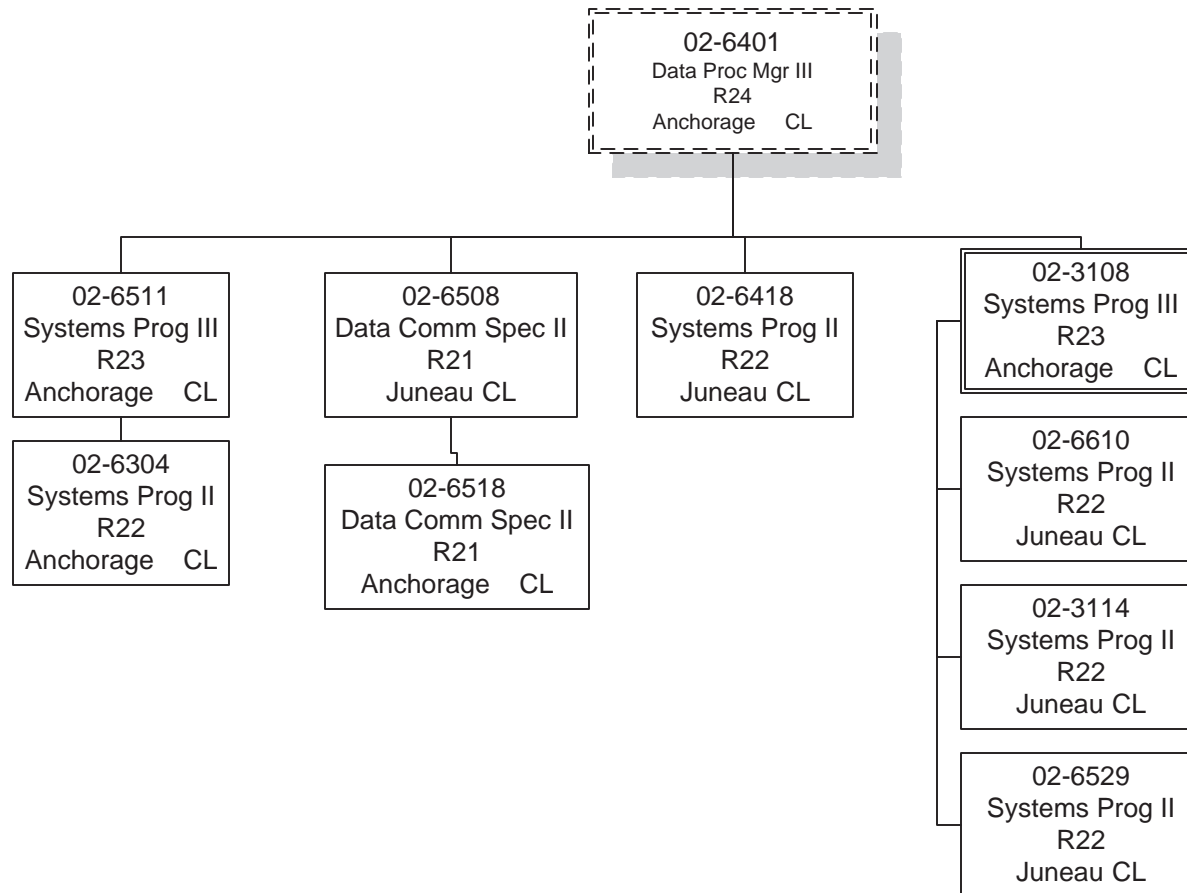 02-6401
Data Proc Mgr III
R24
Anchorage CL
02-6511
Systems Prog III
R23
Anchorage CL
02-6304
Systems Prog II
R22
Anchorage CL
02-6508
Data Comm Spec II
R21
Juneau CL
02-6518
Data Comm Spec II
R21
Anchorage CL
02-6418
Systems Prog II
R22
Juneau CL
02-3108
Systems Prog III
R23
Anchorage CL
02-6610
Systems Prog II
R22
Juneau CL
02-3114
Systems Prog II
R22
Juneau CL
02-6529
Systems Prog II
R22
Juneau CL